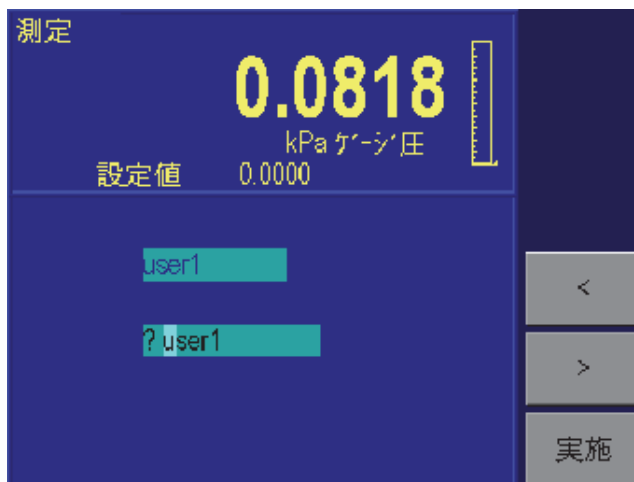 測定
0.0818
kPa ｹﾞｰｼﾞ圧
設定値 0.0000
user1
? user1
<
>
実施